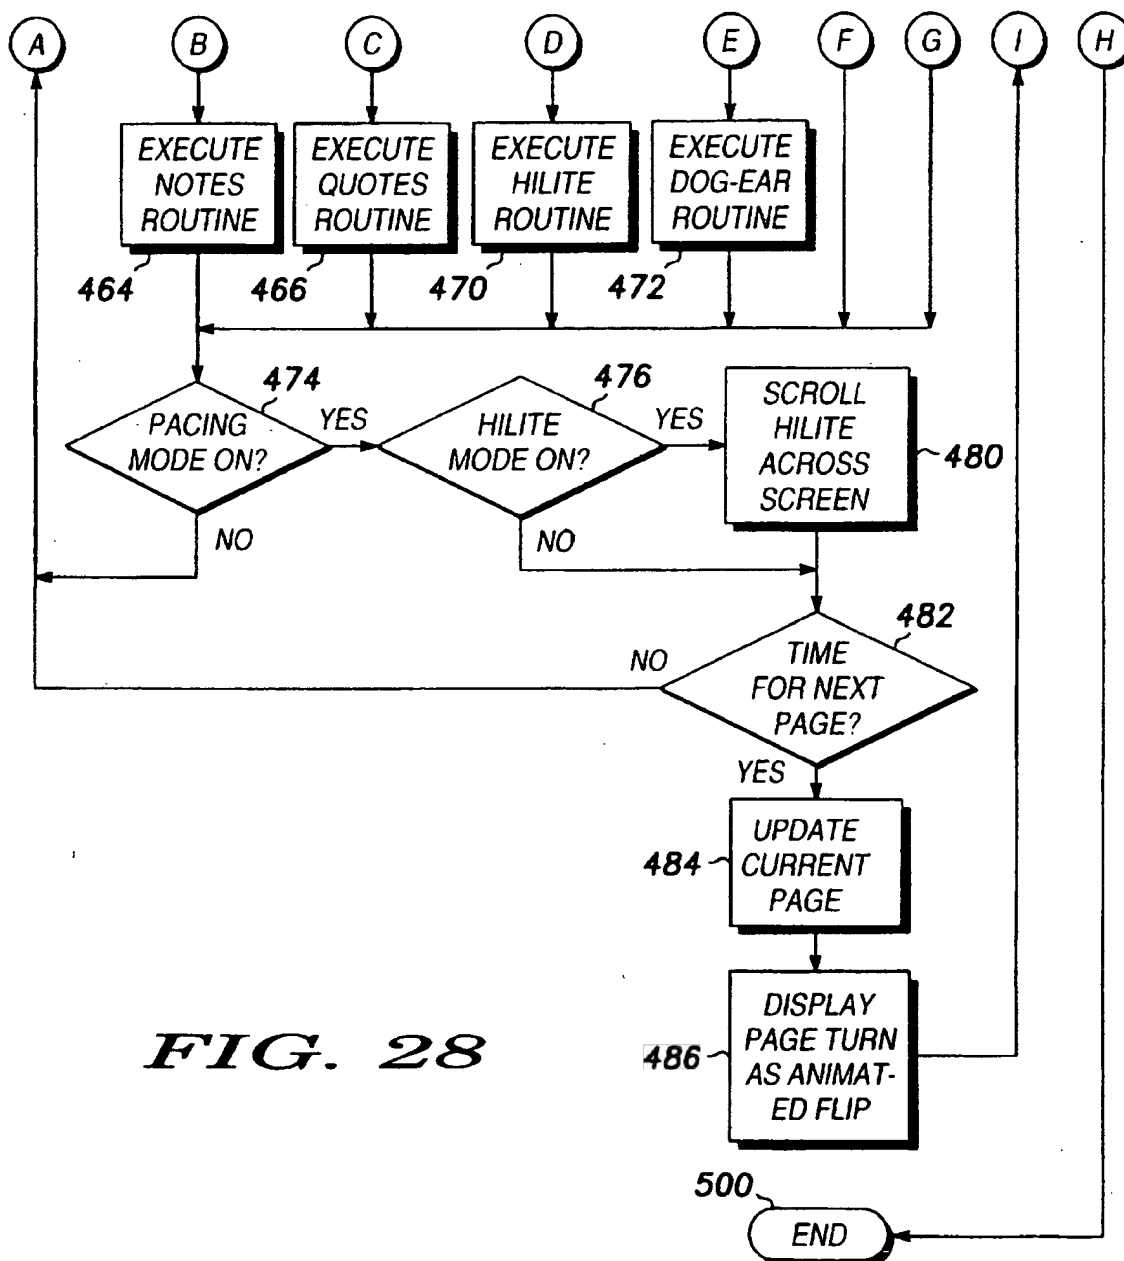 A B C D E F G I H
EXECUTE
NOTES
ROUTINE
464
EXECUTE
QUOTES
ROUTINE
466
EXECUTE
HILITE
ROUTINE
470
EXECUTE
DOG-EAR
ROUTINE
472
PACING
MODE ON?
474
YES
NO
HILITE
MODE ON?
476
YES
NO
SCROLL
HILITE
ACROSS
SCREEN
480
TIME
FOR NEXT
PAGE?
482
NO
YES
UPDATE
CURRENT
PAGE
484
DISPLAY
PAGE TURN
AS ANIMAT-
ED FLIP
486
500
END
FIG. 28